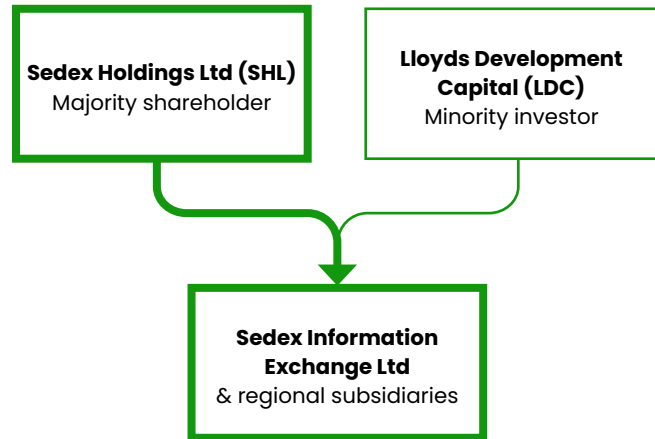 Sedex Holdings Ltd (SHL)
Majority shareholder
Lloyds Development
Capital (LDC)
Minority investor
Sedex Information
Exchange Ltd
& regional subsidiaries